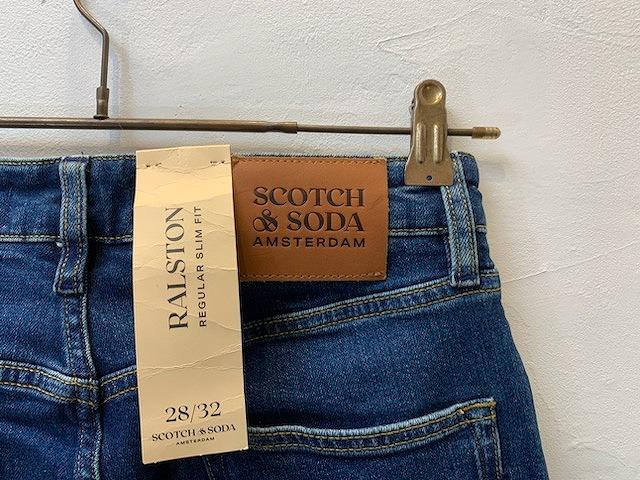 RALSTON
REGULAR SLIM FIT
28/32
SCOTCH & SODA
AMSTERDAM
SCOTCH
& SODA
AMSTERDAM